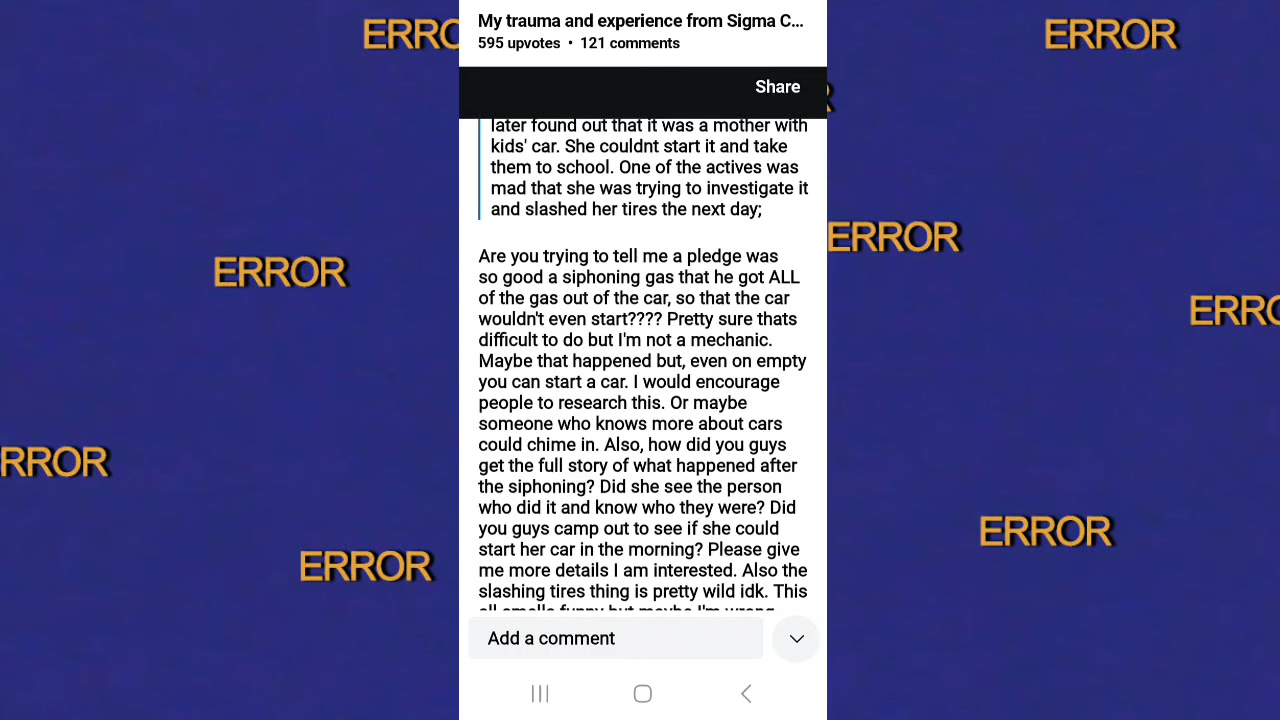 My trauma and experience from Sigma C...
595 upvotes • 121 comments
Share
later found out that it was a mother with
kids' car. She couldnt start it and take
them to school. One of the actives was
mad that she was trying to investigate it
and slashed her tires the next day;
Are you trying to tell me a pledge was
so good a siphoning gas that he got ALL
of the gas out of the car, so that the car
wouldn't even start???? Pretty sure thats
difficult to do but I'm not a mechanic.
Maybe that happened but, even on empty
you can start a car. I would encourage
people to research this. Or maybe
someone who knows more about cars
could chime in. Also, how did you guys
get the full story of what happened after
the siphoning? Did she see the person
who did it and know who they were? Did
you guys camp out to see if she could
start her car in the morning? Please give
me more details I am interested. Also the
slashing tires thing is pretty wild idk. This
all smells funny but maybe I'm wrong
Add a comment
ERRO
ERROR
ERROR
ERROR
ERRO
RROR
ERROR
ERROR
R